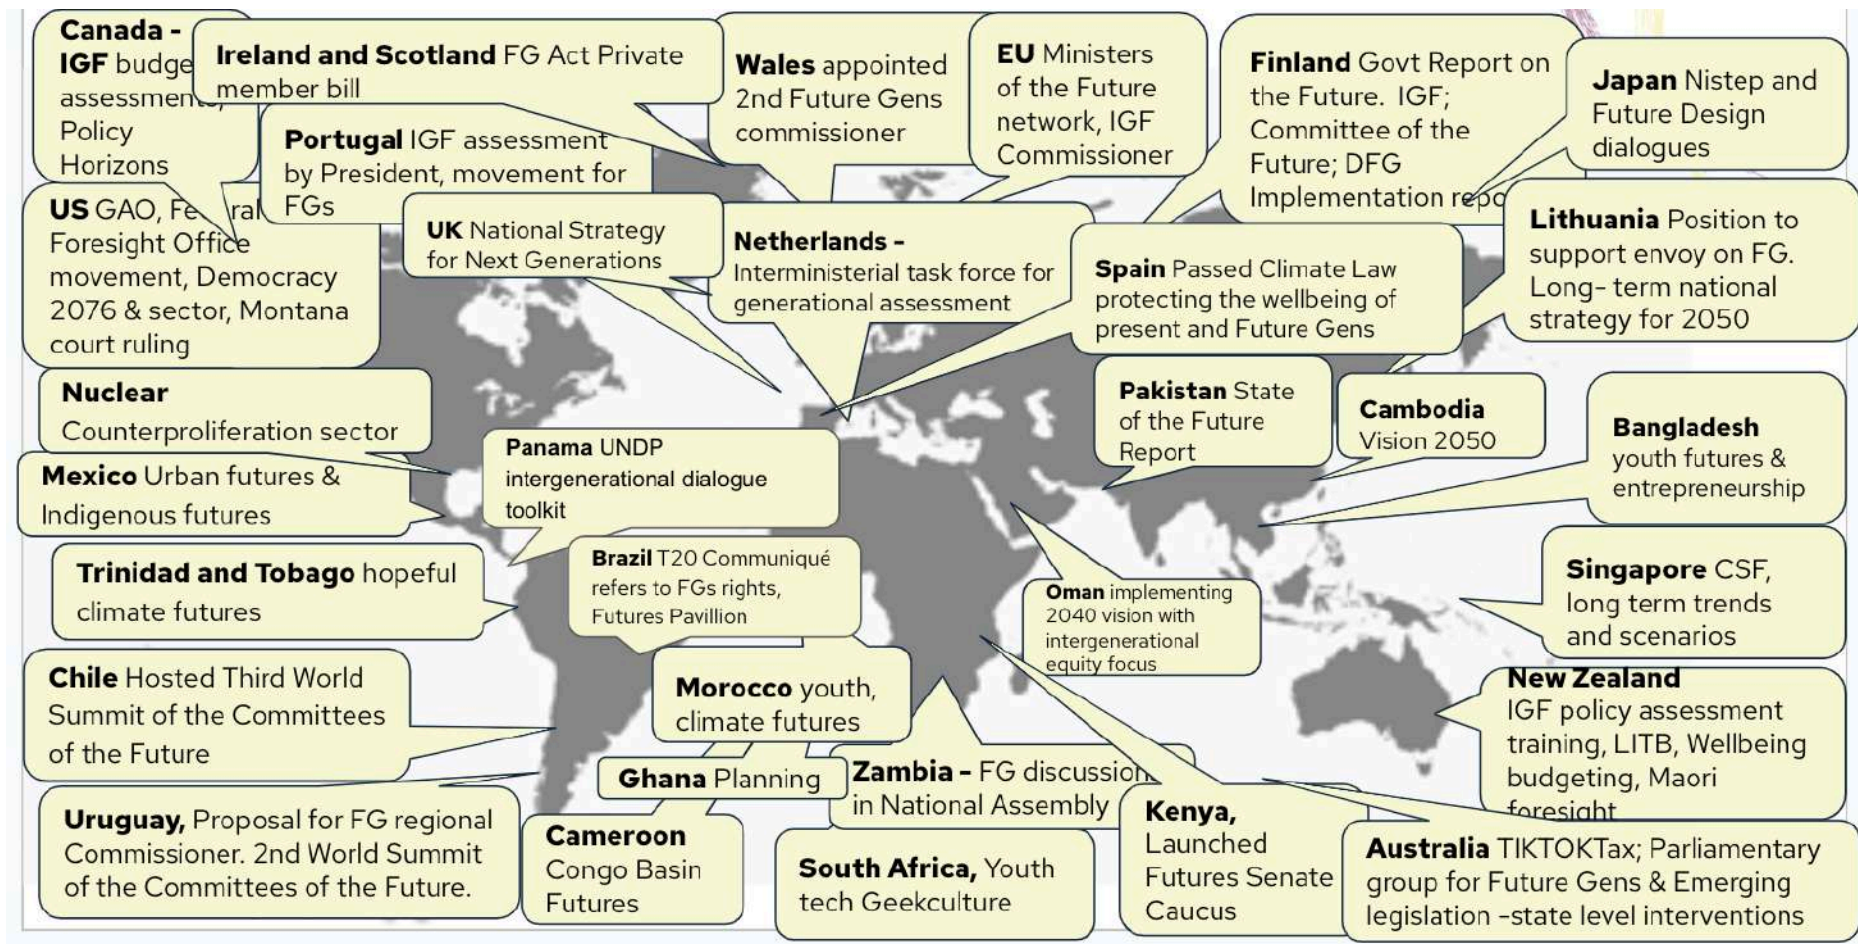 Canada -
IGF budge
assessments,
Policy
Horizons
Ireland and Scotland FG Act Private
member bill
Wales appointed
2nd Future Gens
commissioner
EU Ministers
of the Future
network, IGF
Commissioner
Finland Govt Report on
the Future. IGF;
Committee of the
Future; DFG
Implementation repo
Japan Nistep and
Future Design
dialogues
Portugal IGF assessment
by President, movement for
FGs
US GAO, Federal
Foresight Office
movement, Democracy
2076 & sector, Montana
court ruling
UK National Strategy
for Next Generations
Netherlands -
Interministerial task force for
generational assessment
Spain Passed Climate Law
protecting the wellbeing of
present and Future Gens
Lithuania Position to
support envoy on FG.
Long- term national
strategy for 2050
Nuclear
Counterproliferation sector
Pakistan State
of the Future
Report
Cambodia
Vision 2050
Bangladesh
youth futures &
entrepreneurship
Mexico Urban futures &
Indigenous futures
Panama UNDP
intergenerational dialogue
toolkit
Trinidad and Tobago hopeful
climate futures
Brazil T20 Communiqué
refers to FGs rights,
Futures Pavillion
Oman implementing
2040 vision with
intergenerational
equity focus
Singapore CSF,
long term trends
and scenarios
Chile Hosted Third World
Summit of the Committees
of the Future
Morocco youth,
climate futures
New Zealand
IGF policy assessment
training, LITB, Wellbeing
budgeting, Maori
foresight
Ghana Planning
Zambia - FG discussion
in National Assembly
Uruguay, Proposal for FG regional
Commissioner. 2nd World Summit
of the Committees of the Future.
Cameroon
Congo Basin
Futures
South Africa, Youth
tech Geekculture
Kenya,
Launched
Futures Senate
Caucus
Australia TIKTOKTax; Parliamentary
group for Future Gens & Emerging
legislation -state level interventions